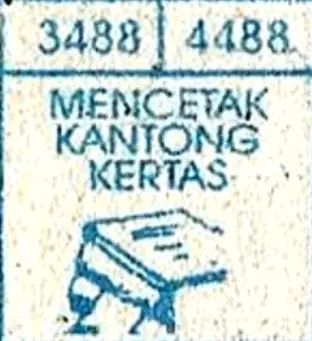 3488 4488
MENCETAK
KANTONG
KERTAS